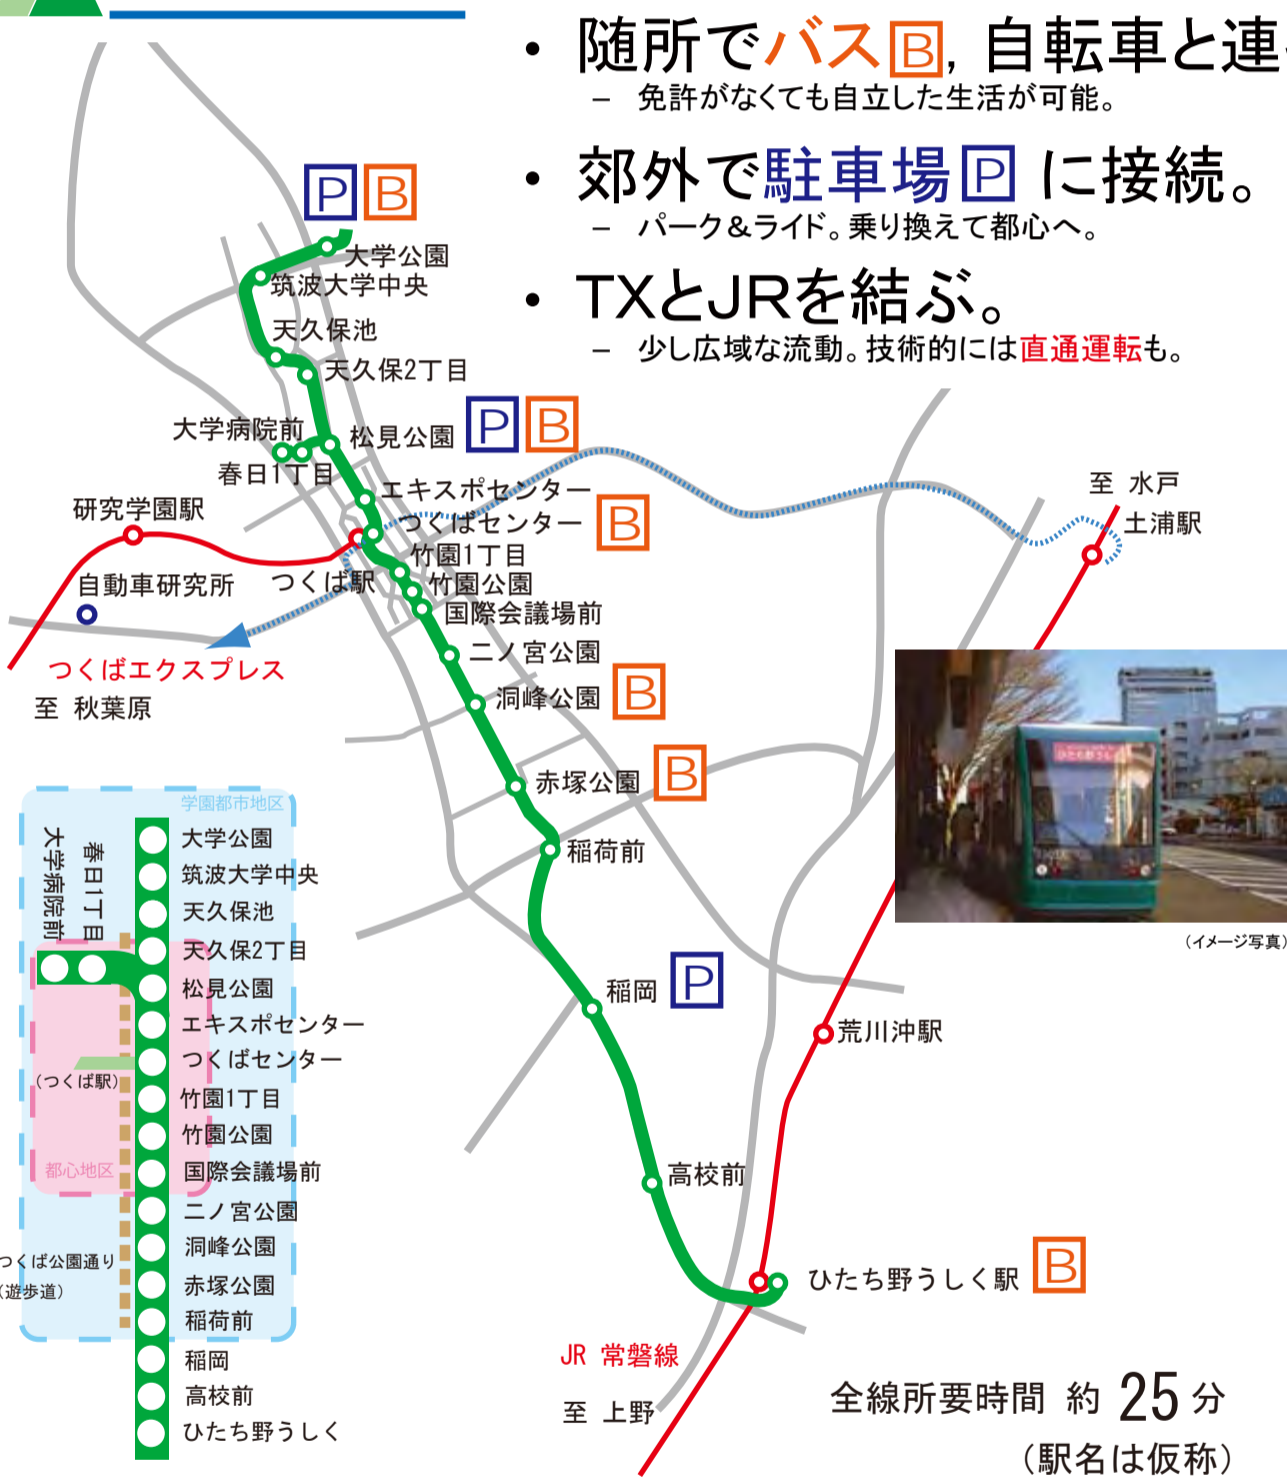 • 随所でバスB, 自転車と連
– 免許がなくても自立した生活が可能。
• 郊外で駐車場P に接続。
– パーク&ライド。乗り換えて都心へ。
• TXとJRを結ぶ。
– 少し広域な流動。技術的には直通運転も。
P B
大学公園
筑波大学中央
天久保池
天久保2丁目
大学病院前
松見公園 P B
春日1丁目
エキスポセンター
つくばセンター B
研究学園駅
竹園1丁目
つくば駅
自動車研究所
竹園公園
国際会議場前
つくばエクスプレス
至 秋葉原
二ノ宮公園
洞峰公園 B
赤塚公園 B
稲荷前
稲岡 P
高校前
ひたち野うしく駅 B
至 水戸
土浦駅
ひたち野うしく
(イメージ写真)
荒川沖駅
JR 常磐線
至 上野
学園都市地区
大学病院前
春日1丁目
大学公園
筑波大学中央
天久保池
天久保2丁目
松見公園
エキスポセンター
つくばセンター
(つくば駅)
竹園1丁目
竹園公園
都心地区
国際会議場前
二ノ宮公園
洞峰公園
つくば公園通り
(遊歩道)
赤塚公園
稲荷前
稲岡
高校前
ひたち野うしく
全線所要時間 約 25 分
(駅名は仮称)